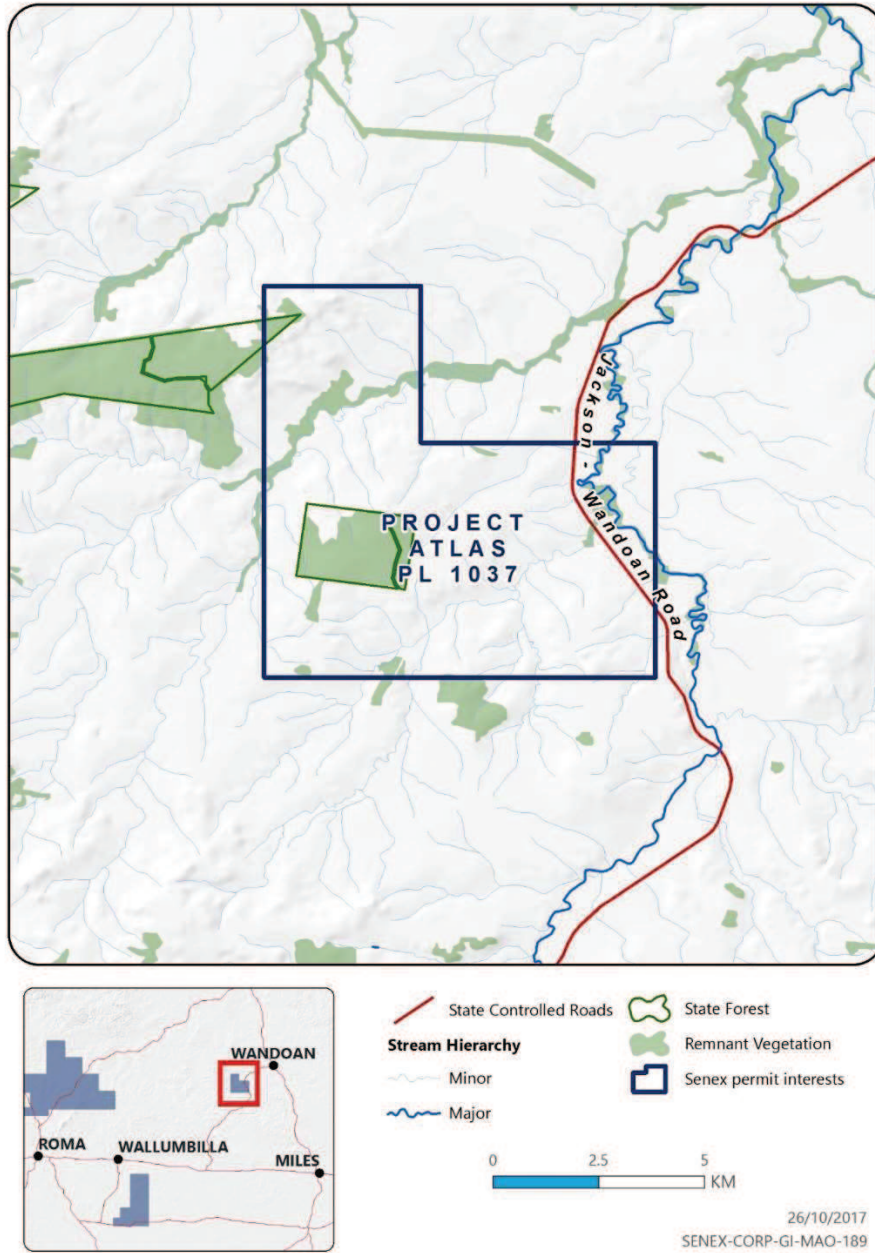 Jackson - Wandoan Road
PROJECT
ATLAS
PL 1037
WANDOAN
ROMA
WALLUMBILLA
MILES
State Controlled Roads
Stream Hierarchy
Minor
Major
State Forest
Remnant Vegetation
Senex permit interests
0 2.5 5
KM
26/10/2017
SENEX-CORP-GI-MAO-189